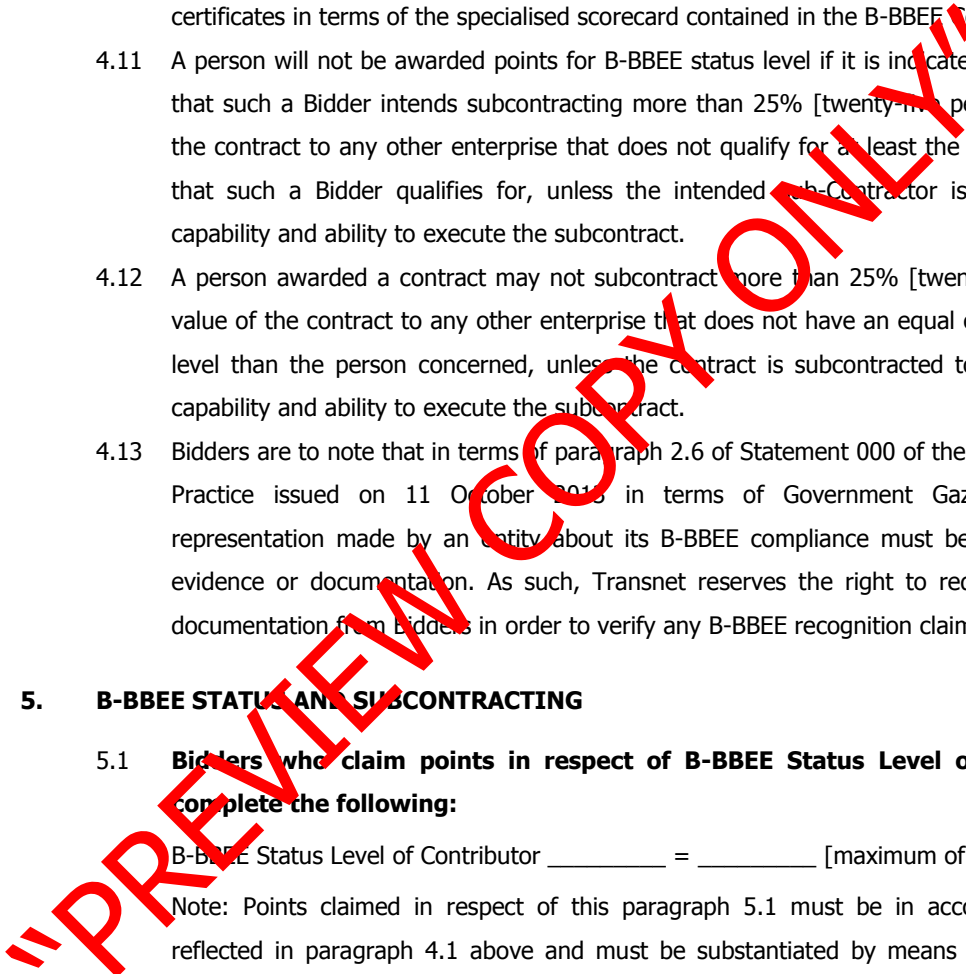 certificates in terms of the specialised scorecard contained in the B-BBEE
4.11 A person will not be awarded points for B-BBEE status level if it is indicate
that such a Bidder intends subcontracting more than 25% [twenty-five pe
the contract to any other enterprise that does not qualify for at least the
that such a Bidder qualifies for, unless the intended Sub-Contractor is
capability and ability to execute the subcontract.
4.12 A person awarded a contract may not subcontract more than 25% [twen
value of the contract to any other enterprise that does not have an equal
level than the person concerned, unless the contract is subcontracted t
capability and ability to execute the subcontract.
4.13 Bidders are to note that in terms of paragraph 2.6 of Statement 000 of the
Practice issued on 11 October 2013 in terms of Government Gaz
representation made by an entity about its B-BBEE compliance must be
evidence or documentation. As such, Transnet reserves the right to rec
documentation from Bidders in order to verify any B-BBEE recognition claim
5. B-BBEE STATUS AND SUBCONTRACTING
5.1 Bidders who claim points in respect of B-BBEE Status Level o
complete the following:
B-BBEE Status Level of Contributor _________ = _________ [maximum of
Note: Points claimed in respect of this paragraph 5.1 must be in acco
reflected in paragraph 4.1 above and must be substantiated by means
"PREVIEW COPY ONLY"